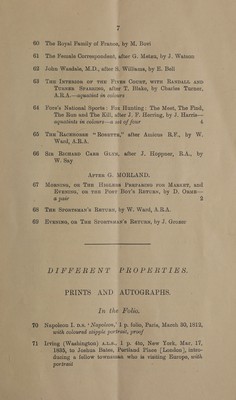 7
60 The Royal Family of France, by M. Bovi
61 The Female Correspondent, after G. Metzu, by J. Watson
62 John Weedale, M.D., after S. Williams, by E. Bell
63 The Interior of the Fives Court, with Randall and
Turner Sparring, after T. Blake, by Charles Turner,
A.R.A.—aquatint in colours
64 Fore's National Sports: Fox Hunting: The Meet, The Find,
The Run and The Kill, after J. F. Herring, by J. Harris—
aquatints in colours—a set of four 4
65 The Racehorse "Rosette," after Amicus R.F., by W.
Ward, A.R.A.
66 Sir Richard Carr Glyn, after J. Hoppner, R.A., by
W. Say
After G. MORLAND.
67 Morning, or The Higlers Preparing for Market, and
Evening, or the Post Boy's Return, by D. Orme—
a pair 2
68 The Sportsman's Return, by W. Ward, A.R.A.
69 Evening, or The Sportsman's Return, by J. Grozer
DIFFERENT PROPERTIES.
PRINTS AND AUTOGRAPHS.
In the Folio.
70 Napoleon I. D.S. 'Napoleon,' 1 p. folio, Paris, March 30, 1813,
with coloured stipple portrait, proof
71 Irving (Washington) A.L.S., 1 p. 4to, New York, Mar. 17,
1835, to Joshua Bates, Portland Place [London], intro-
ducing a fellow townsman who is visiting Europe, with
portrait